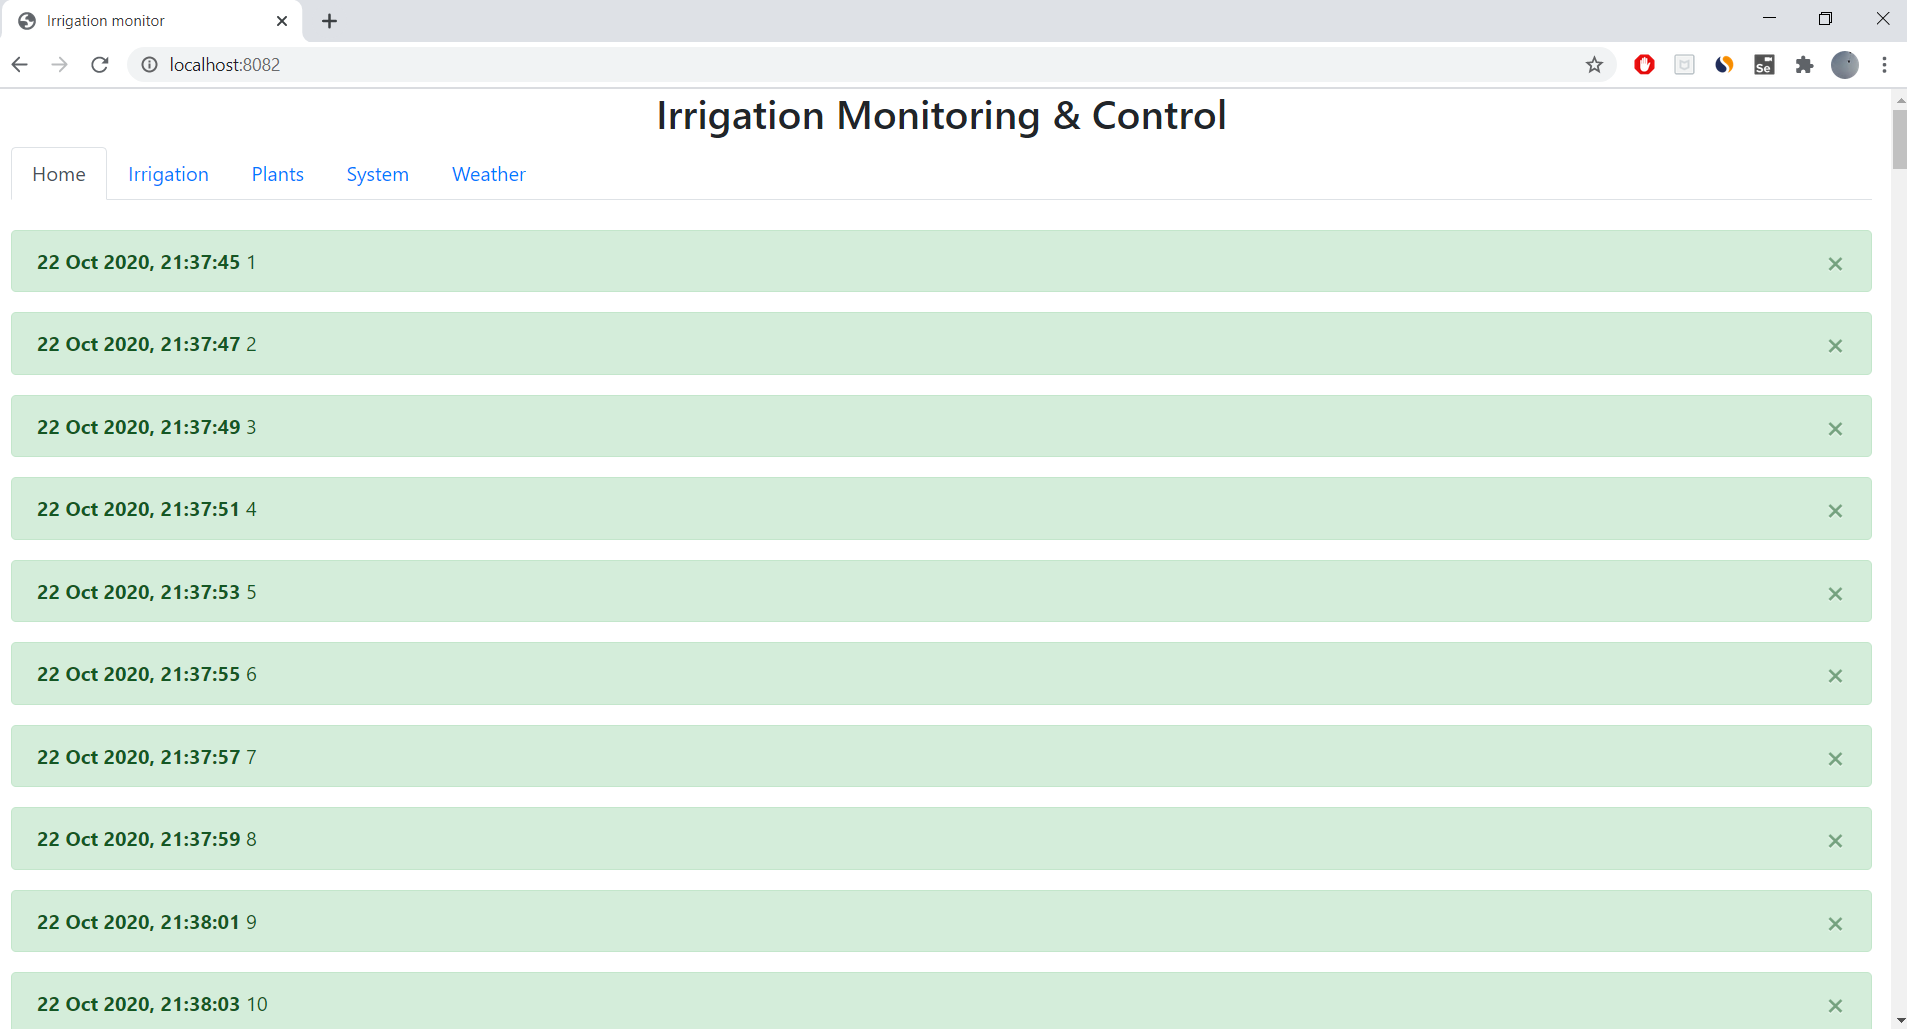 Irrigation monitor
localhost:8082
Se
Irrigation Monitoring & Control
Home Irrigation Plants System Weather
22 Oct 2020, 21:37:45 1
22 Oct 2020, 21:37:47 2
22 Oct 2020, 21:37:49 3
22 Oct 2020, 21:37:51 4
22 Oct 2020, 21:37:53 5
22 Oct 2020, 21:37:55 6
22 Oct 2020, 21:37:57 7
22 Oct 2020, 21:37:59 8
22 Oct 2020, 21:38:01 9
22 Oct 2020, 21:38:03 10